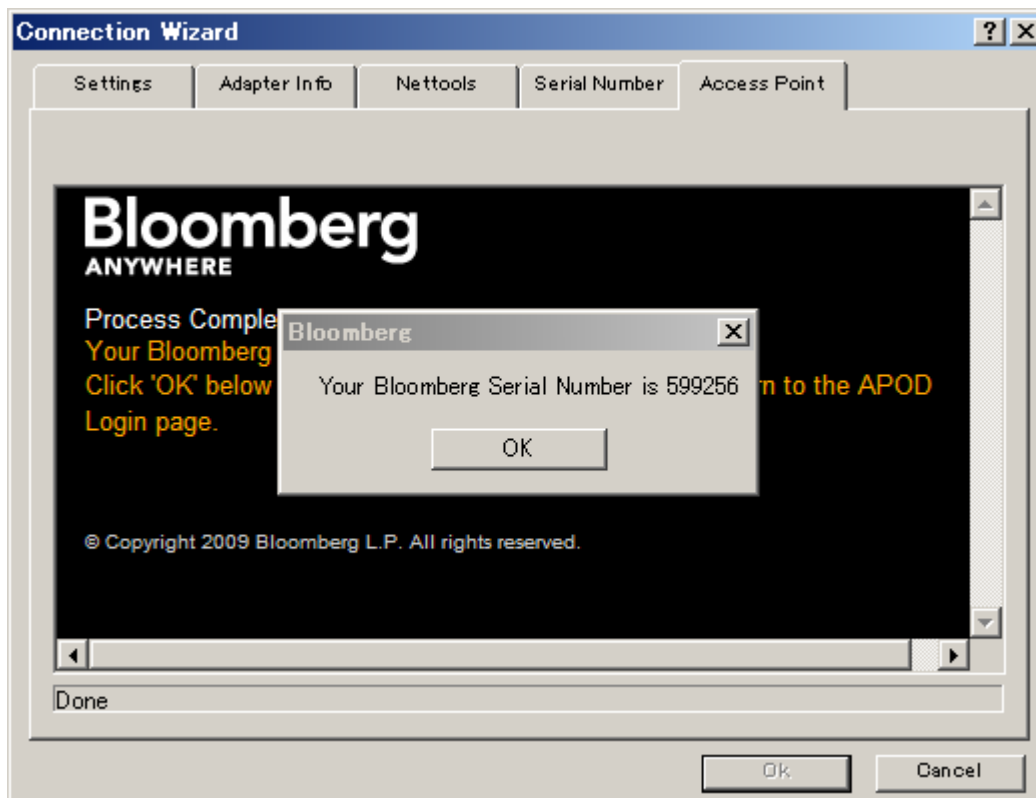 Connection Wizard
Settings
Adapter Info
Nettools
Serial Number
Access Point
Bloomberg
ANYWHERE
Process Comple
Your Bloomberg
Click 'OK' below
n to the APOD
Login page.
Bloomberg
Your Bloomberg Serial Number is 599256
OK
© Copyright 2009 Bloomberg L.P. All rights reserved.
Done
Ok
Cancel